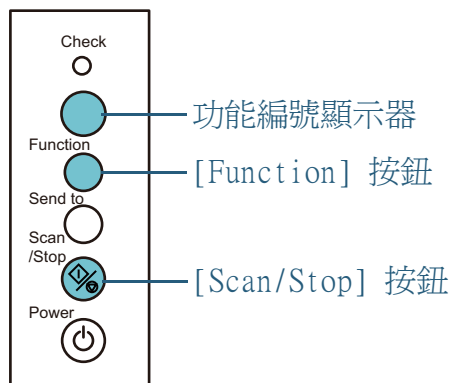 Check
功能編號顯示器
Function
[Function] 按鈕
Send to
Scan
/Stop
[Scan/Stop] 按鈕
Power